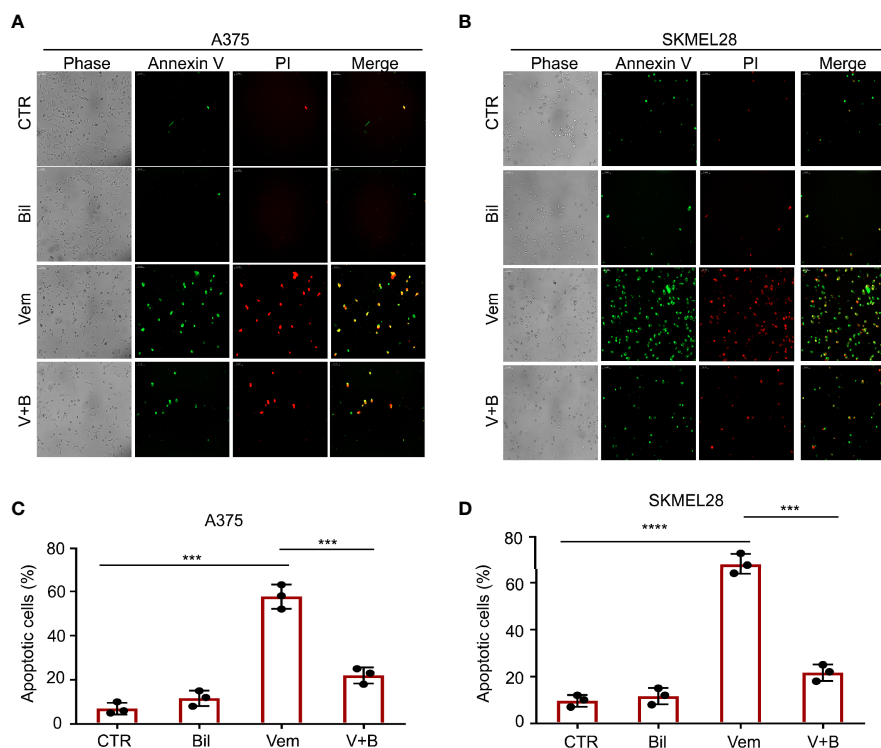 A
A375
Phase Annexin V PI Merge
CTR
Bil
Vem
V+B
B
SKMEL28
Phase Annexin V PI Merge
CTR
Bil
Vem
V+B
C
A375
Apoptotic cells (%)
80
60
40
20
0
***
***
CTR Bil Vem V+B
D
SKMEL28
Apoptotic cells (%)
80
60
40
20
0
****
***
CTR Bil Vem V+B